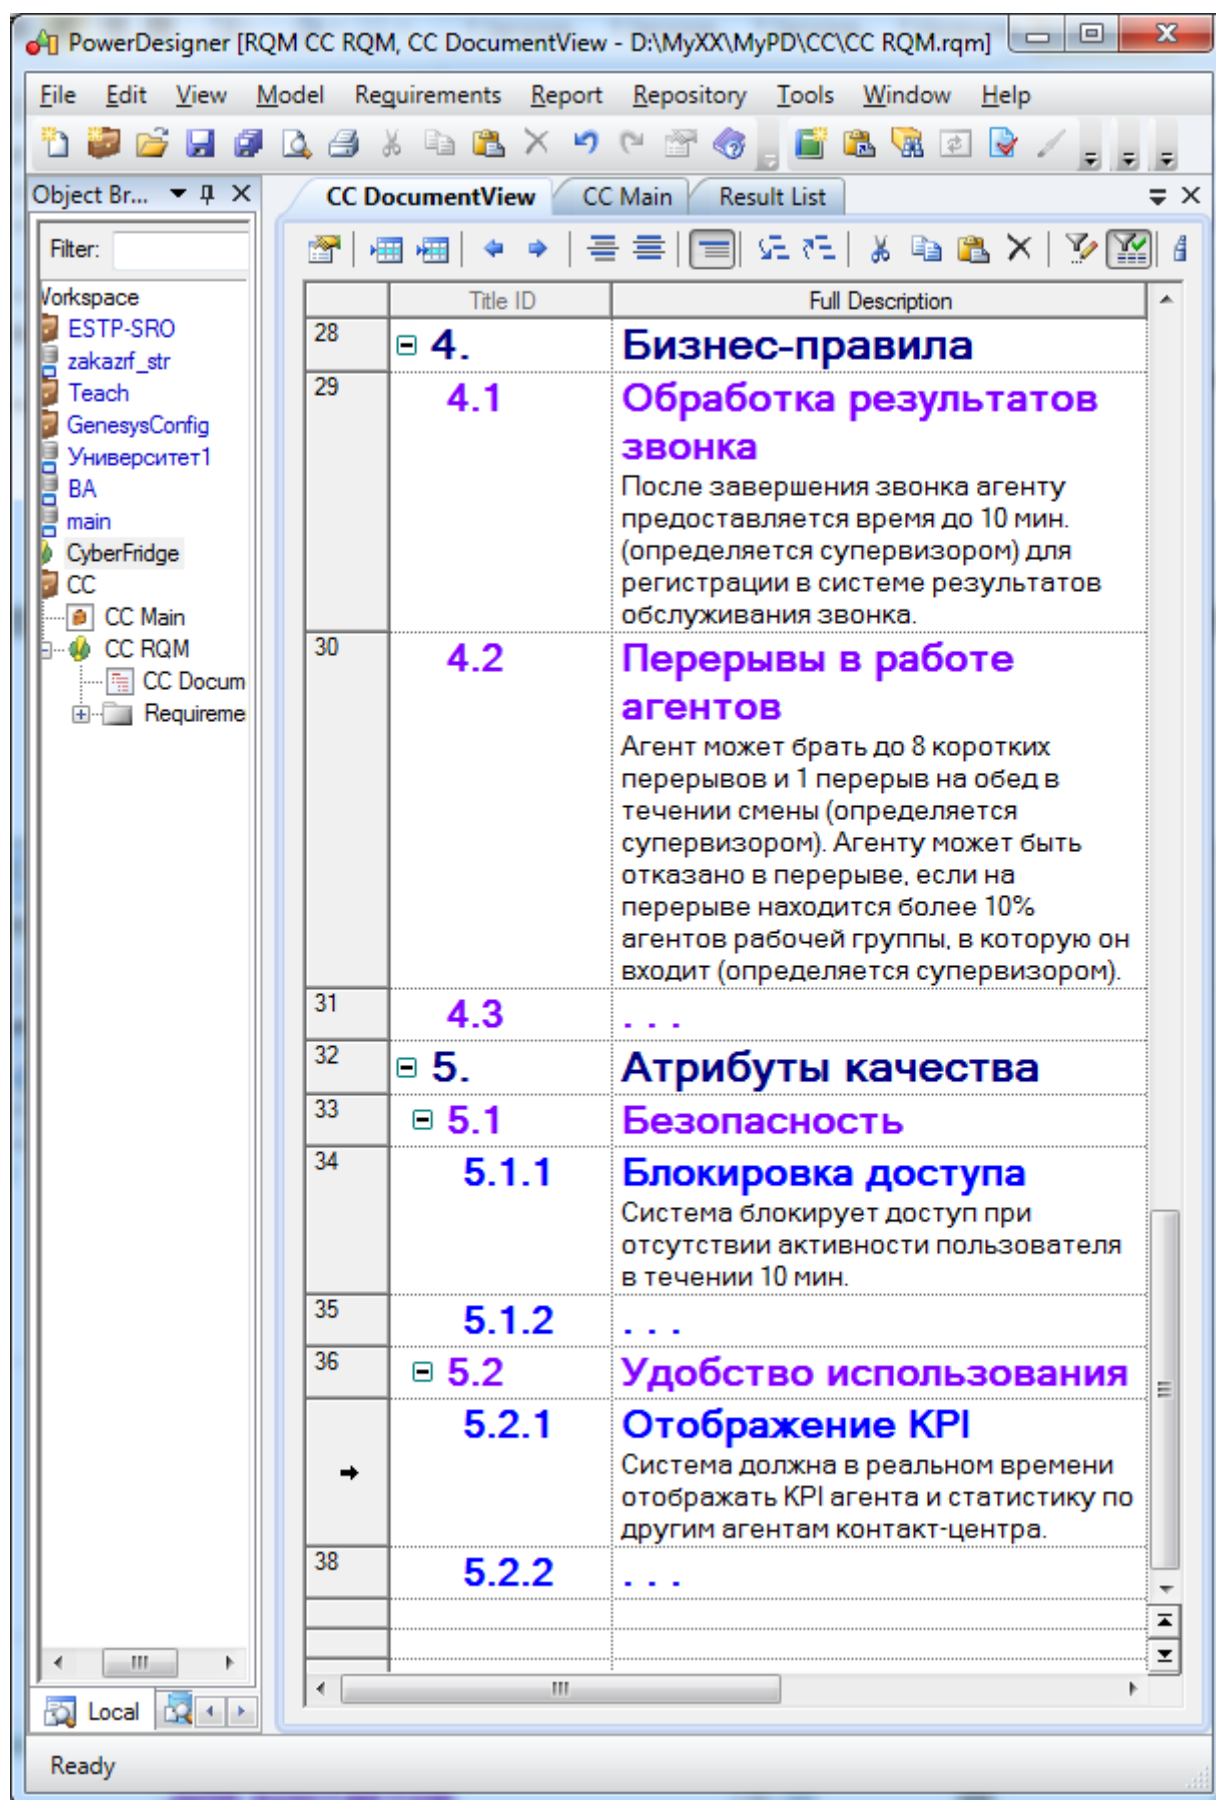 PowerDesigner [RQM CC RQM, CC DocumentView - D:\MyXX\MyPD\CC\CC RQM.rqm]
File Edit View Model Requirements Report Repository Tools Window Help
Object Br...
CC DocumentView CC Main Result List
Filter:
Workspace
ESTP-SRO
zakazrf_str
Teach
GenesysConfig
Университет1
BA
main
CyberFridge
CC
CC Main
CC RQM
CC Docum
Requireme
Local
Title ID Full Description
28 4. Бизнес-правила
29 4.1 Обработка результатов
звонка
После завершения звонка агенту
предоставляется время до 10 мин.
(определяется супервизором) для
регистрации в системе результатов
обслуживания звонка.
30 4.2 Перерывы в работе
агентов
Агент может брать до 8 коротких
перерывов и 1 перерыв на обед в
течении смены (определяется
супервизором). Агенту может быть
отказано в перерыве, если на
перерыве находится более 10%
агентов рабочей группы, в которую он
входит (определяется супервизором).
31 4.3 . . .
32 5. Атрибуты качества
33 5.1 Безопасность
34 5.1.1 Блокировка доступа
Система блокирует доступ при
отсутствии активности пользователя
в течении 10 мин.
35 5.1.2 . . .
36 5.2 Удобство использования
5.2.1 Отображение KPI
Система должна в реальном времени
отображать KPI агента и статистику по
другим агентам контакт-центра.
38 5.2.2 . . .
Ready